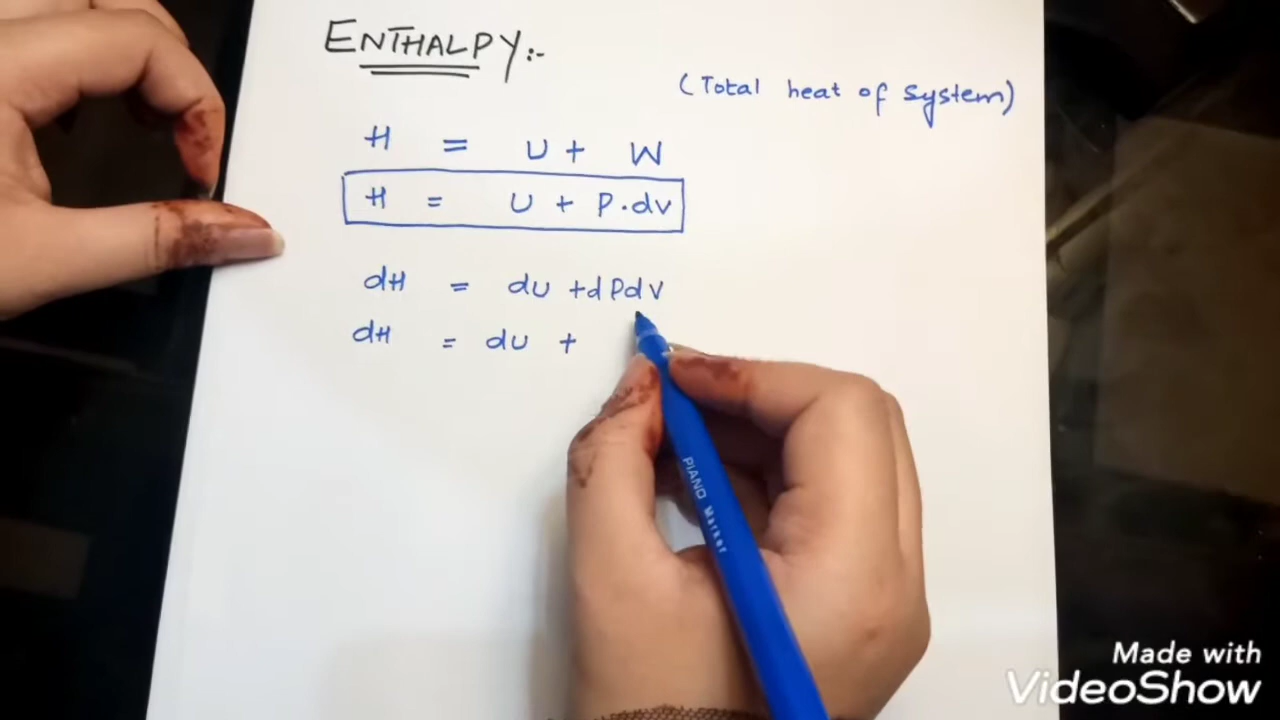 ENTHALPY:-
(Total heat of system)
H = U + W
H = U + P.dv
dH = dU + dPdV
dH = dU +
PIANO Marker
Made with
VideoShow